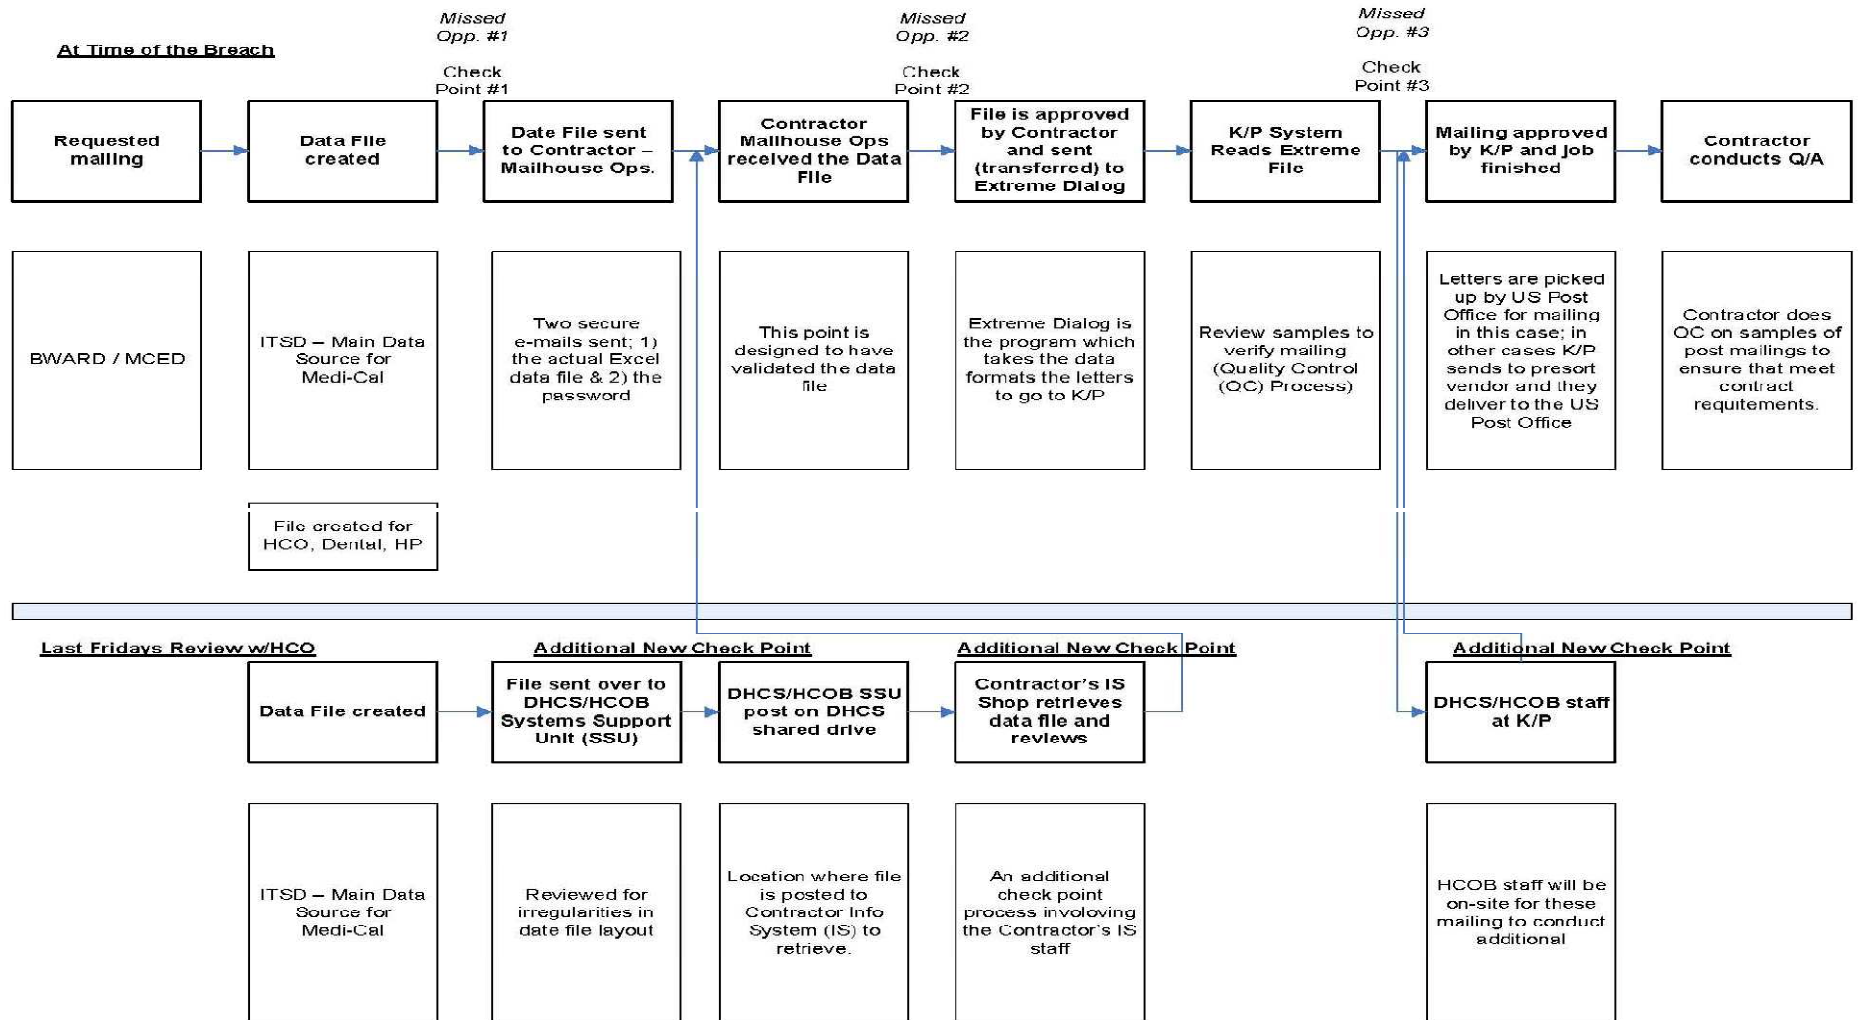 Missed
Opp. #1
Missed
Opp. #2
Missed
Opp. #3
At Time of the Breach
Check
Point #1
Check
Point #2
Check
Point #3
Requested
mailing
Data File
created
Date File sent
to Contractor –
Mailhouse Ops.
Contractor
Mailhouse Ops
received the Data
File
File is approved
by Contractor
and sent
(transferred) to
Extreme Dialog
K/P System
Reads Extreme
File
Mailing approved
by K/P and job
finished
Contractor
conducts Q/A
BWARD / MCED
ITSD – Main Data
Source for
Medi-Cal
Two secure
e-mails sent; 1)
the actual Excel
data file & 2) the
password
This point is
designed to have
validated the data
file
Extreme Dialog is
the program which
takes the data
formats the letters
to go to K/P
Review samples to
verify mailing
(Quality Control
(QC) Process)
Letters are picked
up by US Post
Office for mailing
in this case; in
other cases K/P
sends to presort
vendor and they
deliver to the US
Post Office
Contractor does
QC on samples of
post mailings to
ensure that meet
contract
requitements.
File created for
HCO, Dental, HP
Last Fridays Review w/HCO
Additional New Check Point
Additional New Check Point
Additional New Check Point
Data File created
File sent over to
DHCS/HCOB
Systems Support
Unit (SSU)
DHCS/HCOB SSU
post on DHCS
shared drive
Contractor's IS
Shop retrieves
data file and
reviews
DHCS/HCOB staff
at K/P
ITSD – Main Data
Source for
Medi-Cal
Reviewed for
irregularities in
date file layout
Location where file
is posted to
Contractor Info
System (IS) to
retrieve.
An additional
check point
process involoving
the Contractor's IS
staff
HCOB staff will be
on-site for these
mailing to conduct
additional